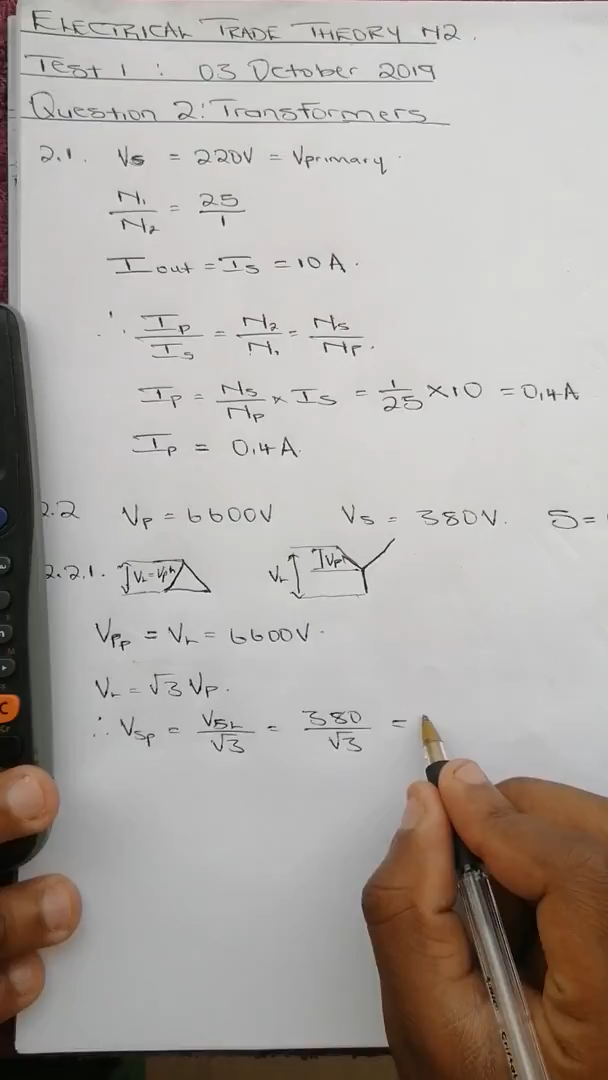 ELECTRICAL TRADE THEORY N2.
Test 1 : 03 October 2019
Question 2: Transformers
2.1. Vs = 220V = Vprimary.
N1/N2 = 25/1
Iout = Is = 10A.
∴ Ip/Is = N2/N1 = Ns/Np.
Ip = Ns/Np × Is = 1/25 × 10 = 0,4A
Ip = 0,4A.
2.2 Vp = 6600V Vs = 380V. S =
2.2.1. VL = Vph VL Vph
VPp = VL = 6600V.
VL = √3 Vp.
∴ Vsp = VSL/√3 = 380/√3 =